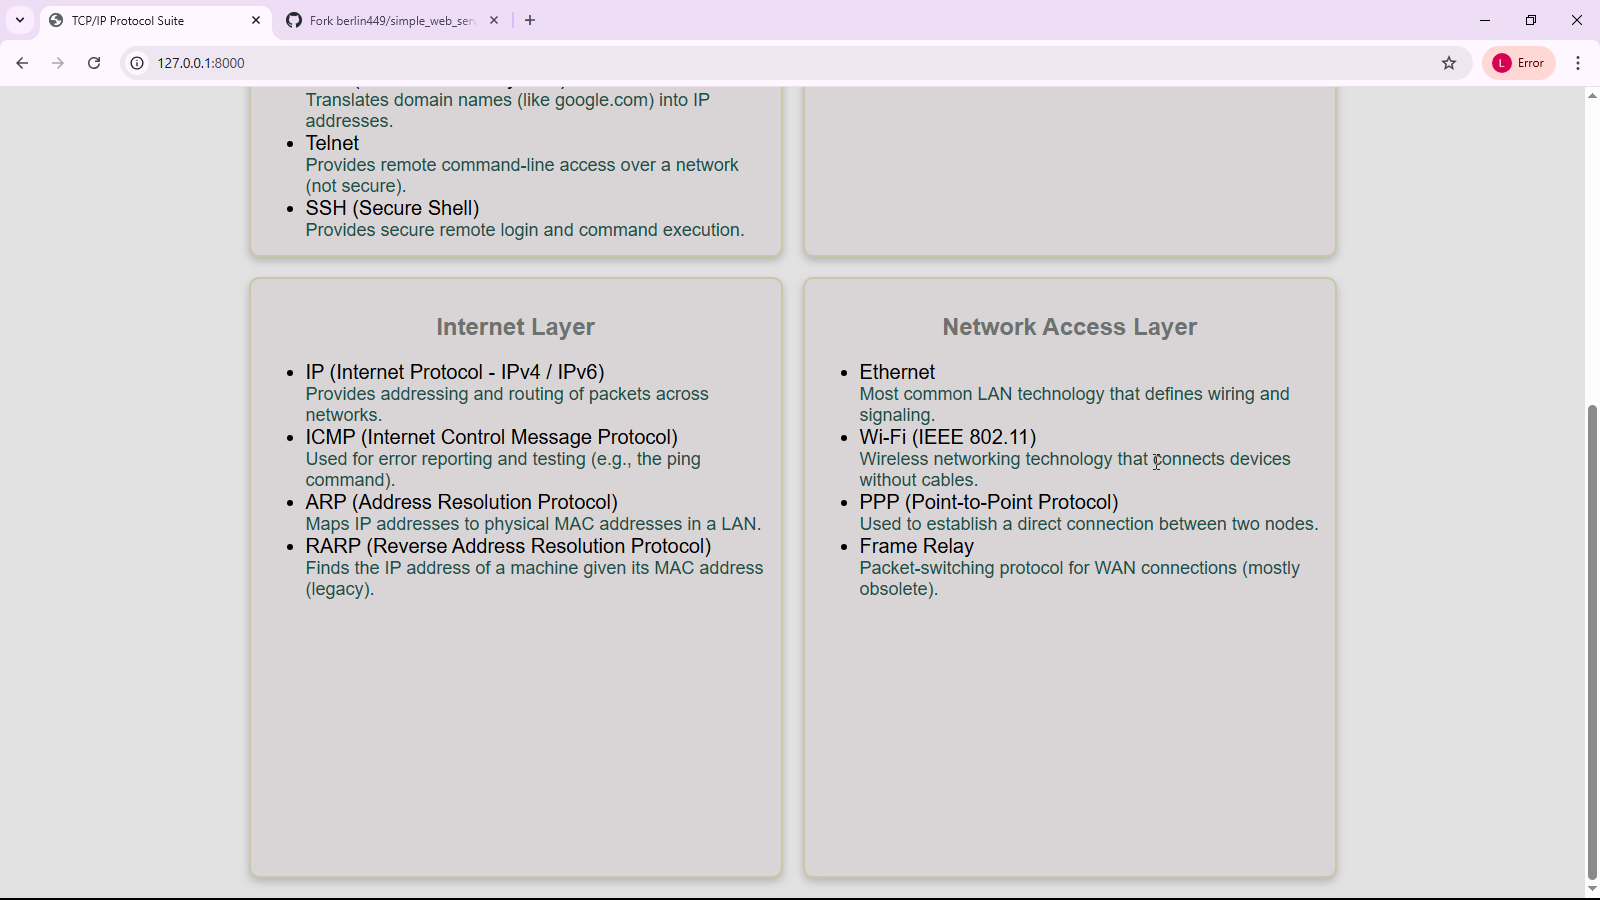 TCP/IP Protocol Suite
Fork berlin449/simple_web_ser
127.0.0.1:8000
L Error
Translates domain names (like google.com) into IP
addresses.
Telnet
Provides remote command-line access over a network
(not secure).
SSH (Secure Shell)
Provides secure remote login and command execution.
Internet Layer
IP (Internet Protocol - IPv4 / IPv6)
Provides addressing and routing of packets across
networks.
ICMP (Internet Control Message Protocol)
Used for error reporting and testing (e.g., the ping
command).
ARP (Address Resolution Protocol)
Maps IP addresses to physical MAC addresses in a LAN.
RARP (Reverse Address Resolution Protocol)
Finds the IP address of a machine given its MAC address
(legacy).
Network Access Layer
Ethernet
Most common LAN technology that defines wiring and
signaling.
Wi-Fi (IEEE 802.11)
Wireless networking technology that connects devices
without cables.
PPP (Point-to-Point Protocol)
Used to establish a direct connection between two nodes.
Frame Relay
Packet-switching protocol for WAN connections (mostly
obsolete).